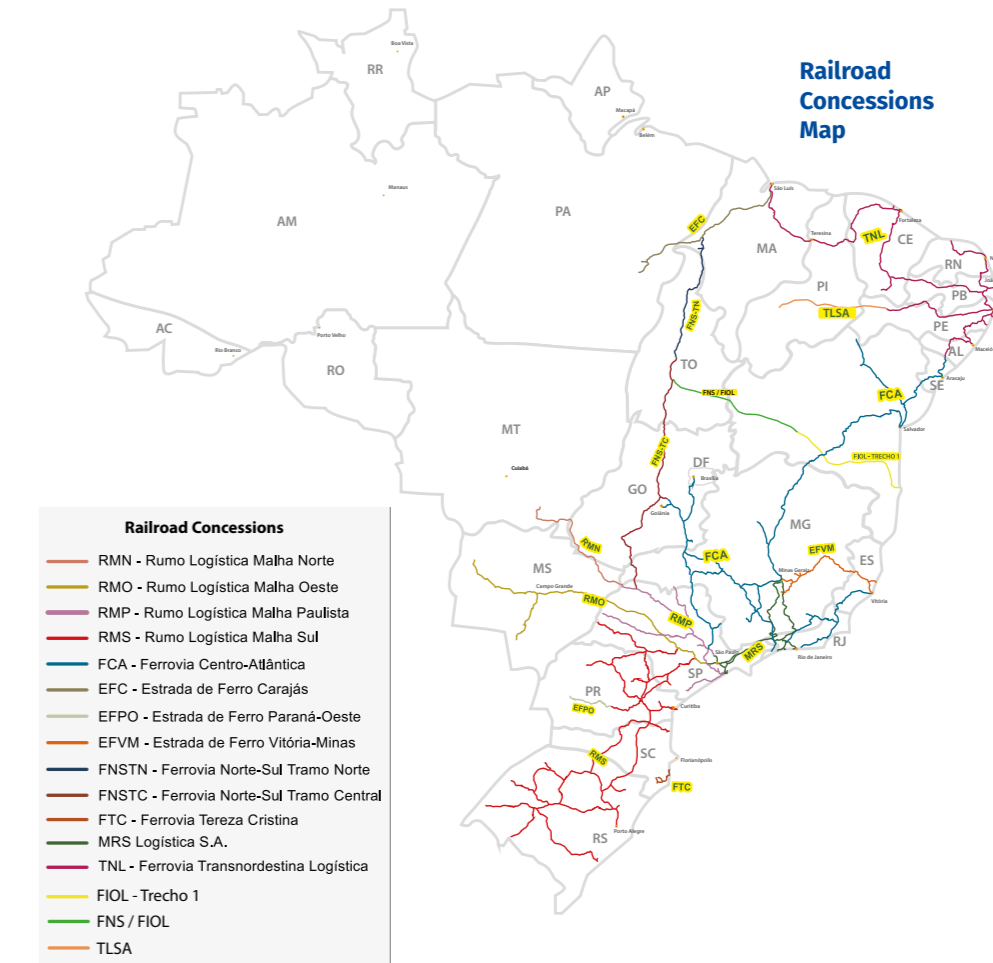 Railroad
Concessions
Map
Boa Vista
RR
AP
Macapá
Belém
Manaus
AM
PA
São Luís
EFC
MA
Teresina
Fortaleza
TNL
CE
RN
PI
PB
TLSA
PE
AL
Maceió
AC
Porto Velho
Rio Branco
RO
FNS-TN
TO
FNS / FIOL
SE
Aracaju
FCA
Salvador
MT
Cuiabá
FNS-TC
FIOL - TRECHO 1
DF
Brasília
GO
Goiânia
MG
EFVM
ES
RMN
FCA
Minas Gerais
Vitória
MS
Campo Grande
RMO
RMP
São Paulo
MRS
RJ
Rio de Janeiro
SP
PR
EFPO
Curitiba
RMS
SC
Florianópolis
FTC
RS
Porto Alegre
Railroad Concessions
RMN - Rumo Logística Malha Norte
RMO - Rumo Logística Malha Oeste
RMP - Rumo Logística Malha Paulista
RMS - Rumo Logística Malha Sul
FCA - Ferrovia Centro-Atlântica
EFC - Estrada de Ferro Carajás
EFPO - Estrada de Ferro Paraná-Oeste
EFVM - Estrada de Ferro Vitória-Minas
FNSTN - Ferrovia Norte-Sul Tramo Norte
FNSTC - Ferrovia Norte-Sul Tramo Central
FTC - Ferrovia Tereza Cristina
MRS Logística S.A.
TNL - Ferrovia Transnordestina Logística
FIOL - Trecho 1
FNS / FIOL
TLSA